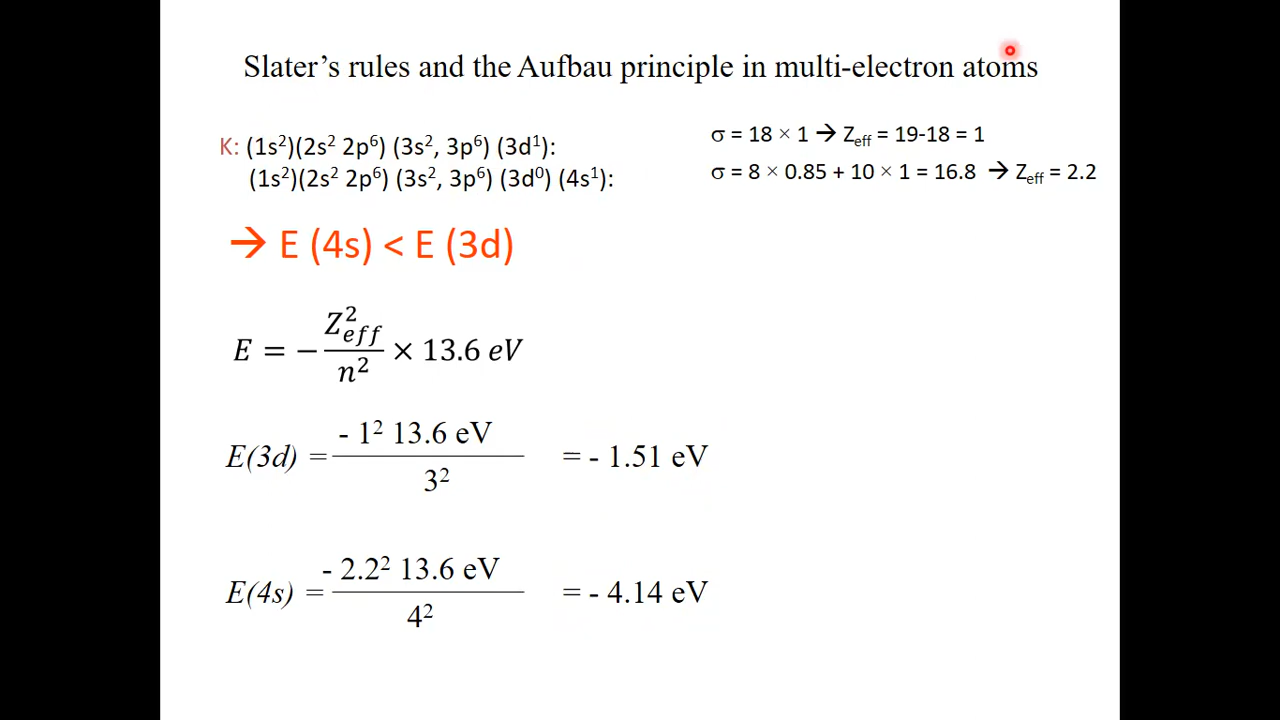 Slater’s rules and the Aufbau principle in multi-electron atoms
K: (1s² )(2s² 2p⁶) (3s², 3p⁶) (3d¹):
σ = 18 × 1 → Zeff = 19-18 = 1
(1s²)(2s² 2p⁶) (3s², 3p⁶) (3d⁰) (4s¹):
σ = 8 × 0.85 + 10 × 1 = 16.8 → Zeff = 2.2
→ E (4s) < E (3d)
E = − Z²eff / n² × 13.6 eV
E(3d) = - 1² 13.6 eV / 3² = - 1.51 eV
E(4s) = - 2.2² 13.6 eV / 4² = - 4.14 eV